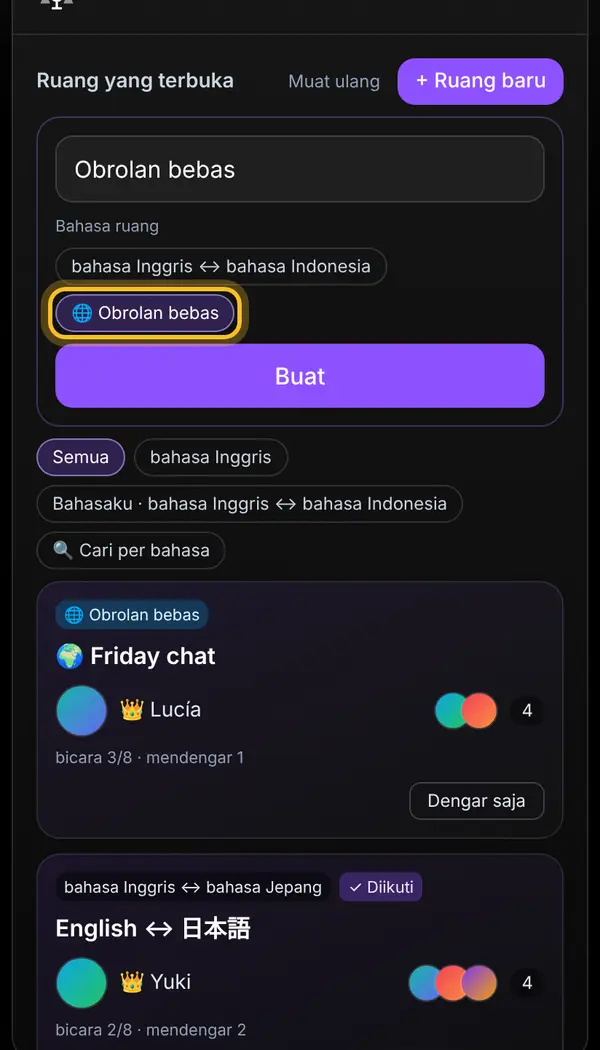 Ruang yang terbuka
Muat ulang
+ Ruang baru
Obrolan bebas
Bahasa ruang
bahasa Inggris ↔ bahasa Indonesia
🌐 Obrolan bebas
Buat
Semua
bahasa Inggris
Bahasaku · bahasa Inggris ↔ bahasa Indonesia
🔍 Cari per bahasa
🌐 Obrolan bebas
🌍 Friday chat
👑 Lucía
4
bicara 3/8 · mendengar 1
Dengar saja
bahasa Inggris ↔ bahasa Jepang
✓ Diikuti
English ↔ 日本語
👑 Yuki
4
bicara 2/8 · mendengar 2